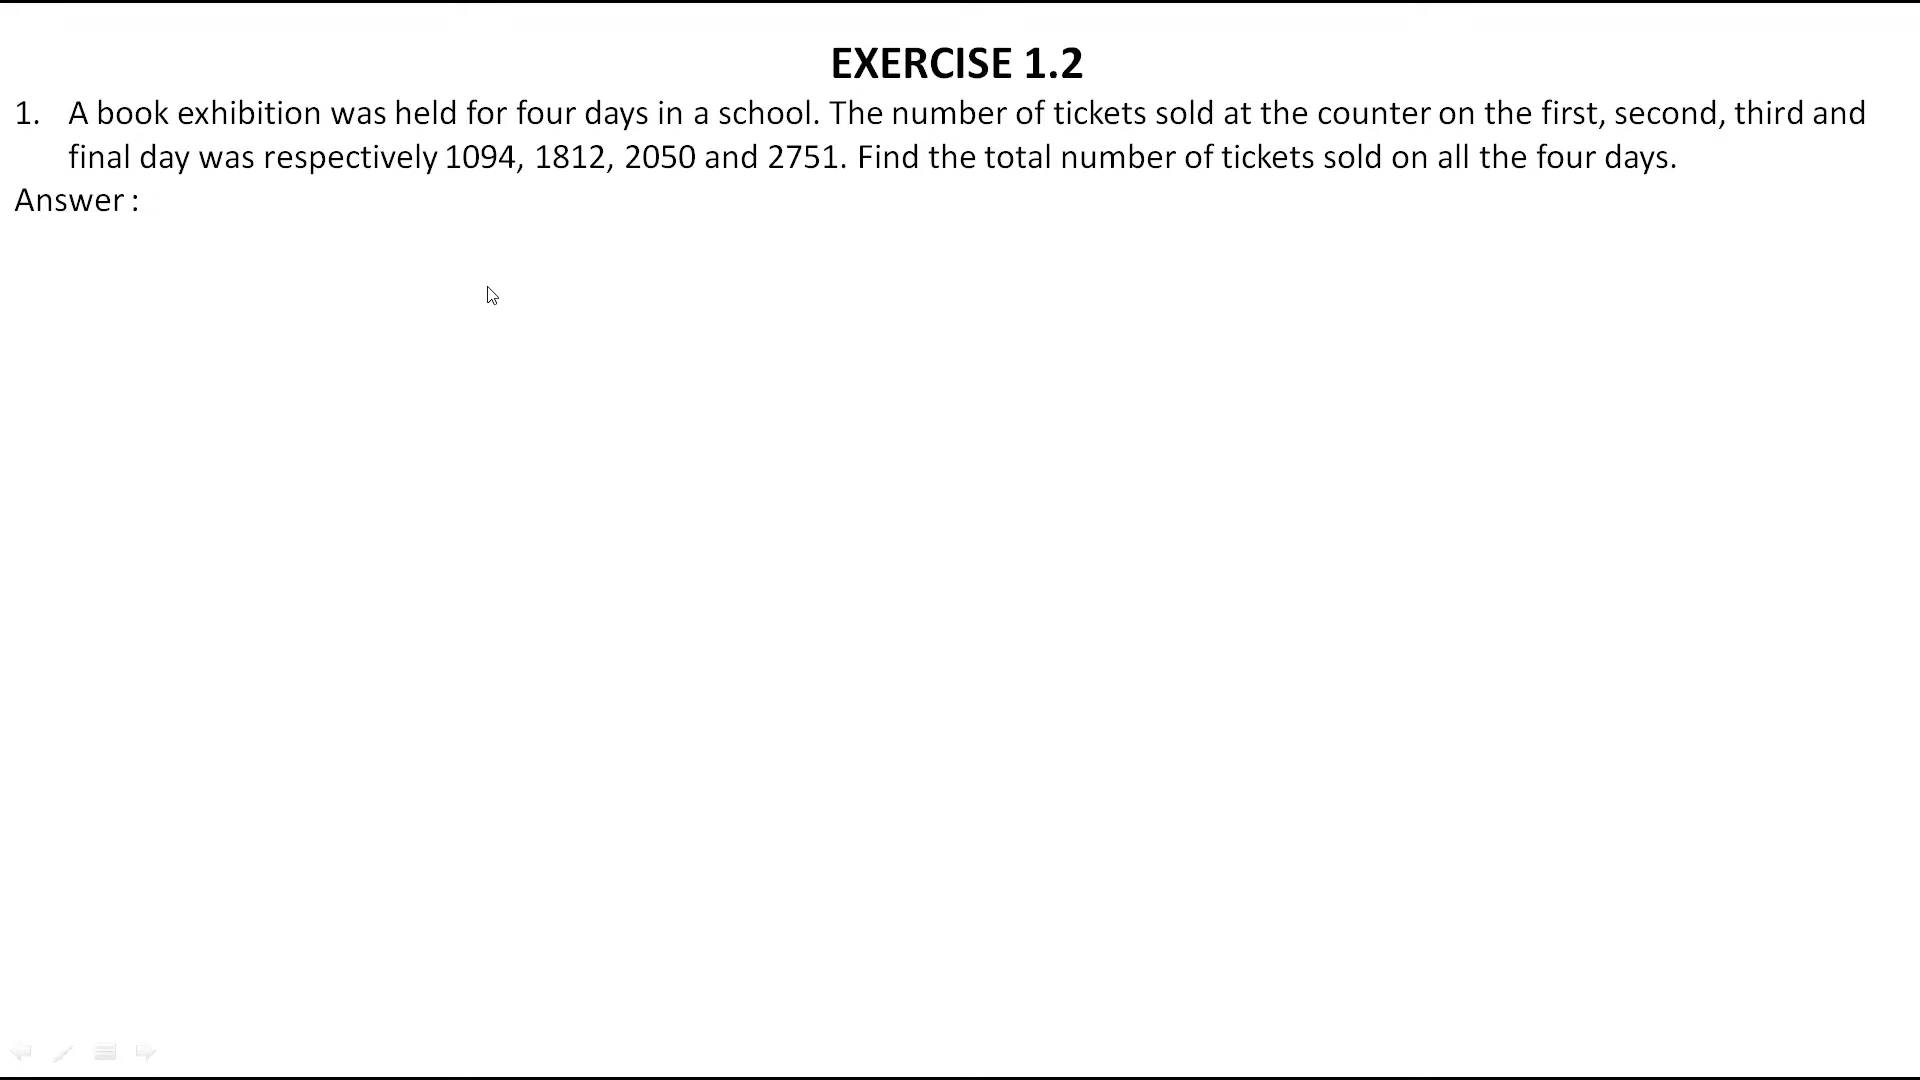 EXERCISE 1.2
1. A book exhibition was held for four days in a school. The number of tickets sold at the counter on the first, second, third and
final day was respectively 1094, 1812, 2050 and 2751. Find the total number of tickets sold on all the four days.
Answer :